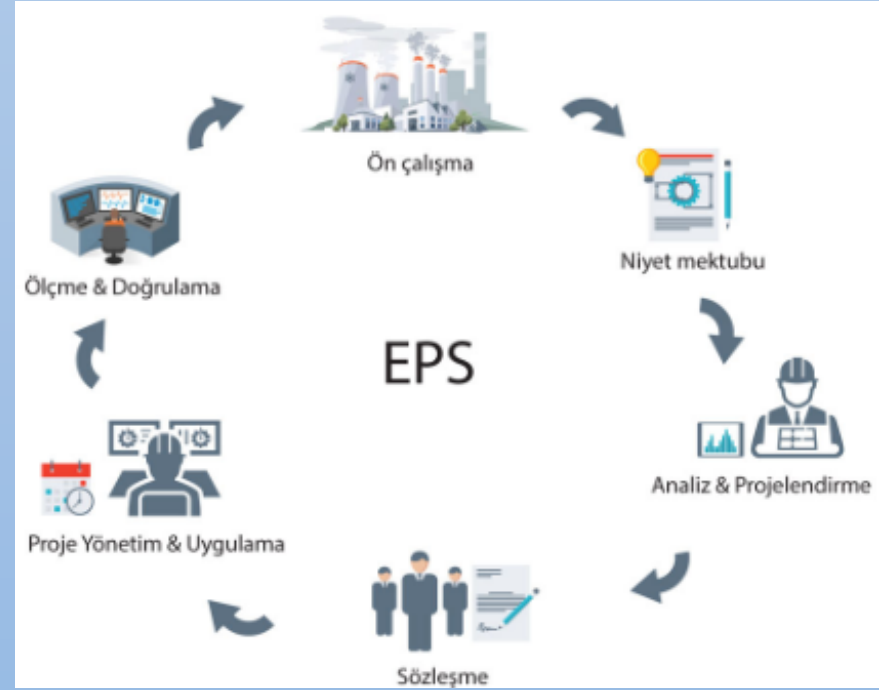 Ön çalışma
Niyet mektubu
Analiz & Projelendirme
Sözleşme
Proje Yönetim & Uygulama
Ölçme & Doğrulama
EPS